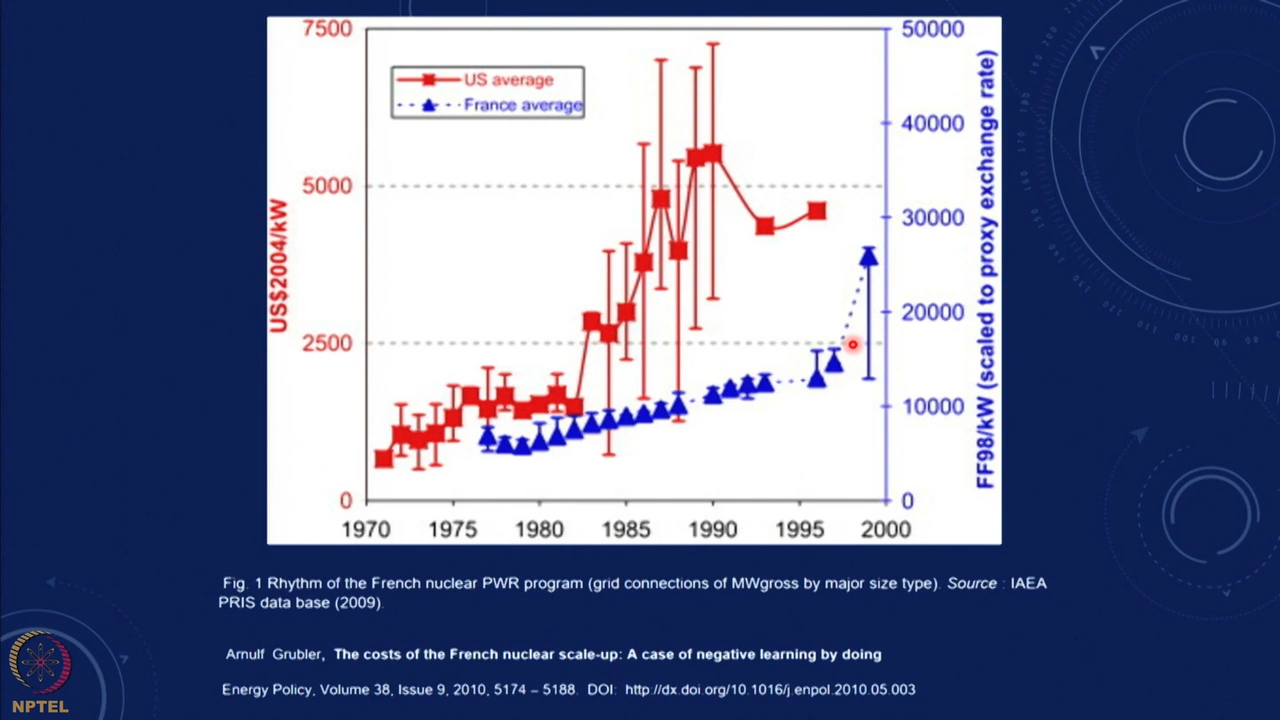 7500
5000
2500
0
US$2004/kW
US average
France average
50000
40000
30000
20000
10000
0
FF98/kW (scaled to proxy exchange rate)
1970 1975 1980 1985 1990 1995 2000
Fig. 1 Rhythm of the French nuclear PWR program (grid connections of MWgross by major size type). Source : IAEA
PRIS data base (2009).
Arnulf Grubler, The costs of the French nuclear scale-up: A case of negative learning by doing
Energy Policy, Volume 38, Issue 9, 2010, 5174 – 5188. DOI: http://dx.doi.org/10.1016/j.enpol.2010.05.003
NPTEL